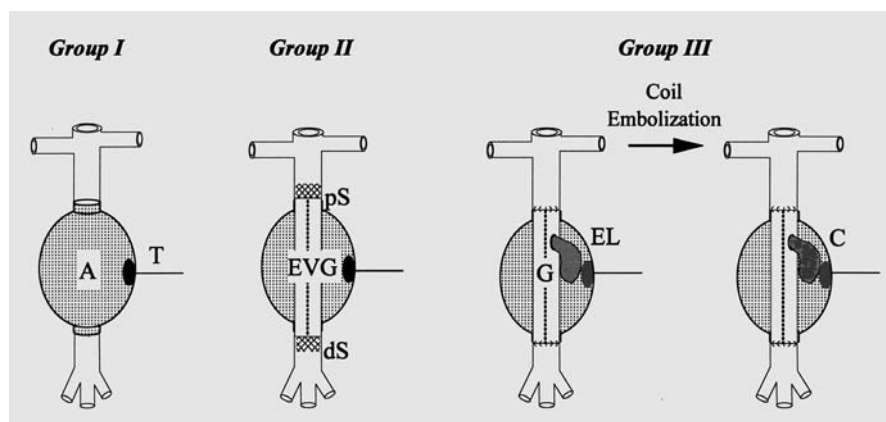 Group I
Group II
Group III
Coil
Embolization
pS
EL
C
T
A
EVG
G
dS